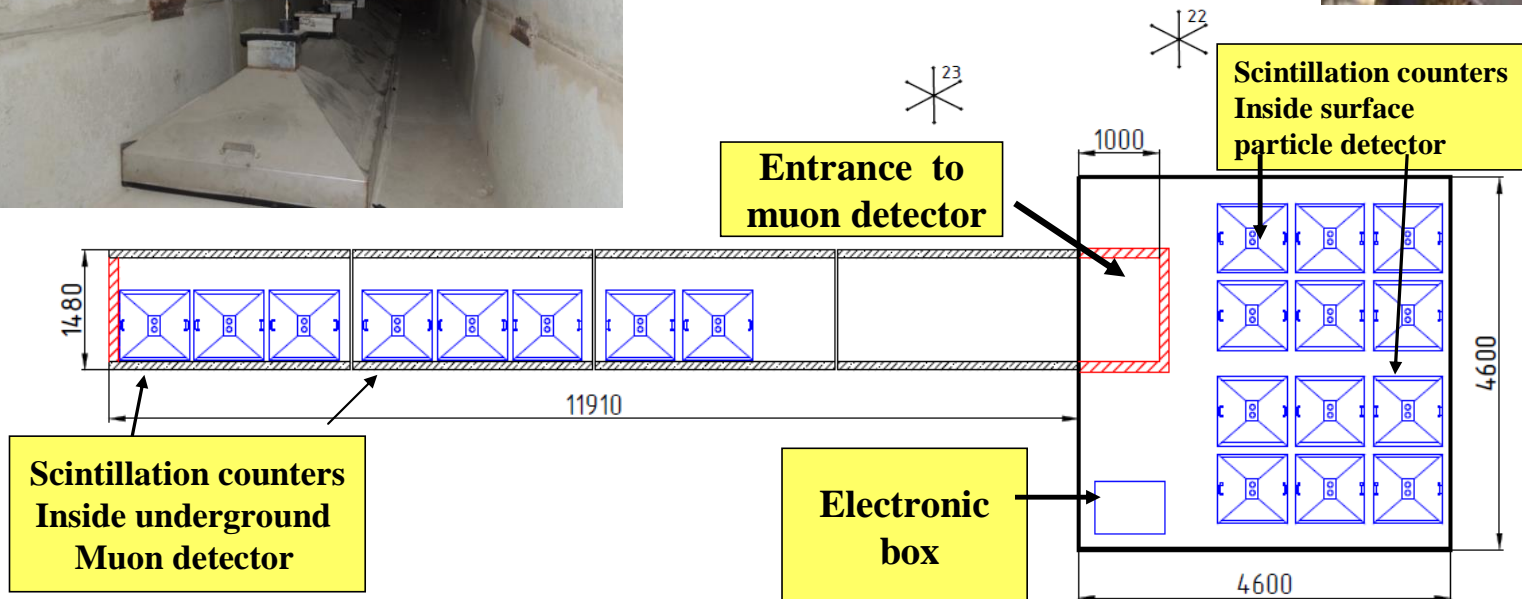 22
23
Scintillation counters
Inside surface
particle detector
1000
Entrance to
muon detector
1480
4600
11910
Scintillation counters
Inside underground
Muon detector
Electronic
box
4600